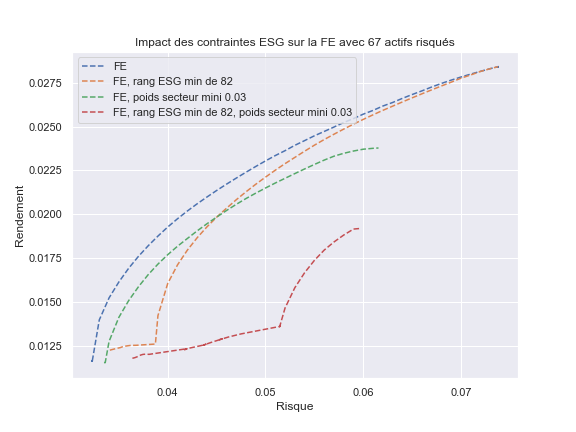 Impact des contraintes ESG sur la FE avec 67 actifs risqués
FE
FE, rang ESG min de 82
FE, poids secteur mini 0.03
FE, rang ESG min de 82, poids secteur mini 0.03
Rendement
0.0275
0.0250
0.0225
0.0200
0.0175
0.0150
0.0125
0.04
0.05
0.06
0.07
Risque